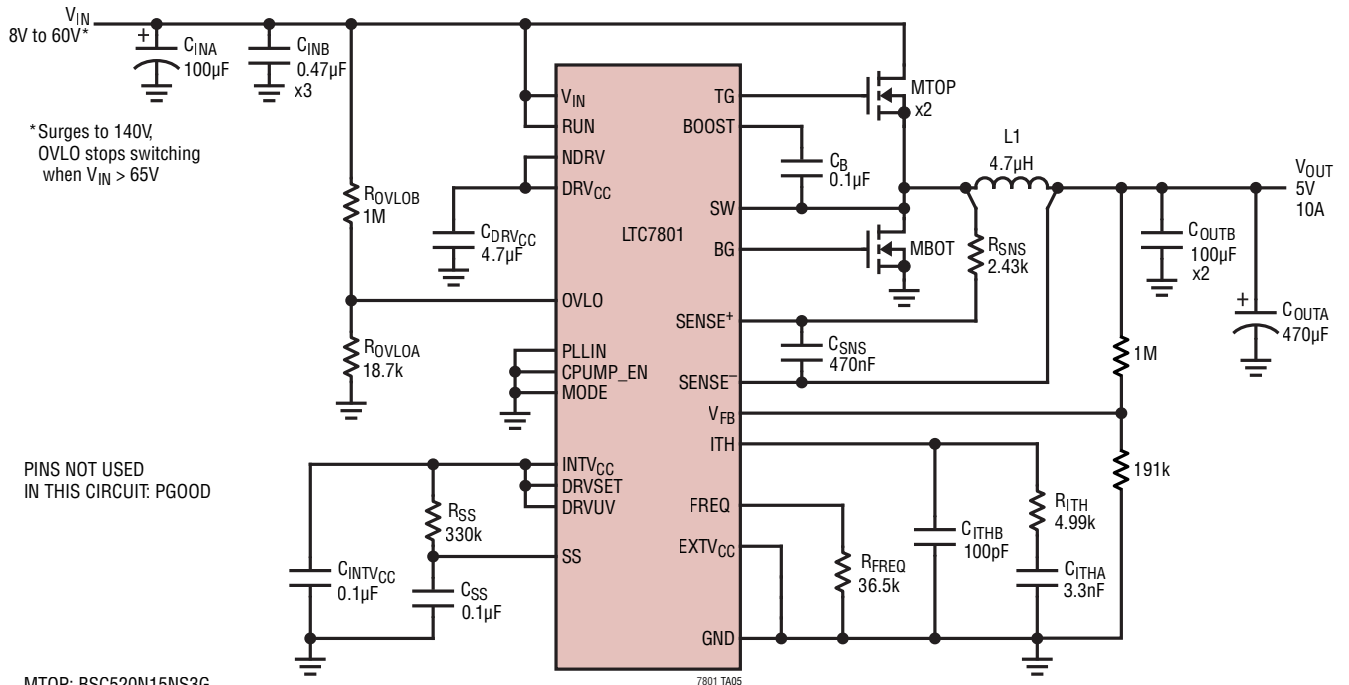 VIN
8V to 60V*
+
CINA
100µF
CINB
0.47µF
x3
*Surges to 140V,
OVLO stops switching
when VIN > 65V
ROVLOB
1M
ROVLOA
18.7k
CDRVCC
4.7µF
PINS NOT USED
IN THIS CIRCUIT: PGOOD
CINTVCC
0.1µF
RSS
330k
CSS
0.1µF
VIN
RUN
NDRV
DRVCC
OVLO
PLLIN
CPUMP_EN
MODE
INTVCC
DRVSET
DRVUV
SS
LTC7801
TG
BOOST
SW
BG
SENSE+
SENSE−
VFB
ITH
FREQ
EXTVCC
GND
MTOP
x2
CB
0.1µF
MBOT
L1
4.7µH
RSNS
2.43k
CSNS
470nF
VOUT
5V
10A
COUTB
100µF
x2
+
COUTA
470µF
1M
191k
RITH
4.99k
CITHB
100pF
CITHA
3.3nF
RFREQ
36.5k
7801 TA05
MTOP: BSC520N15NS3G